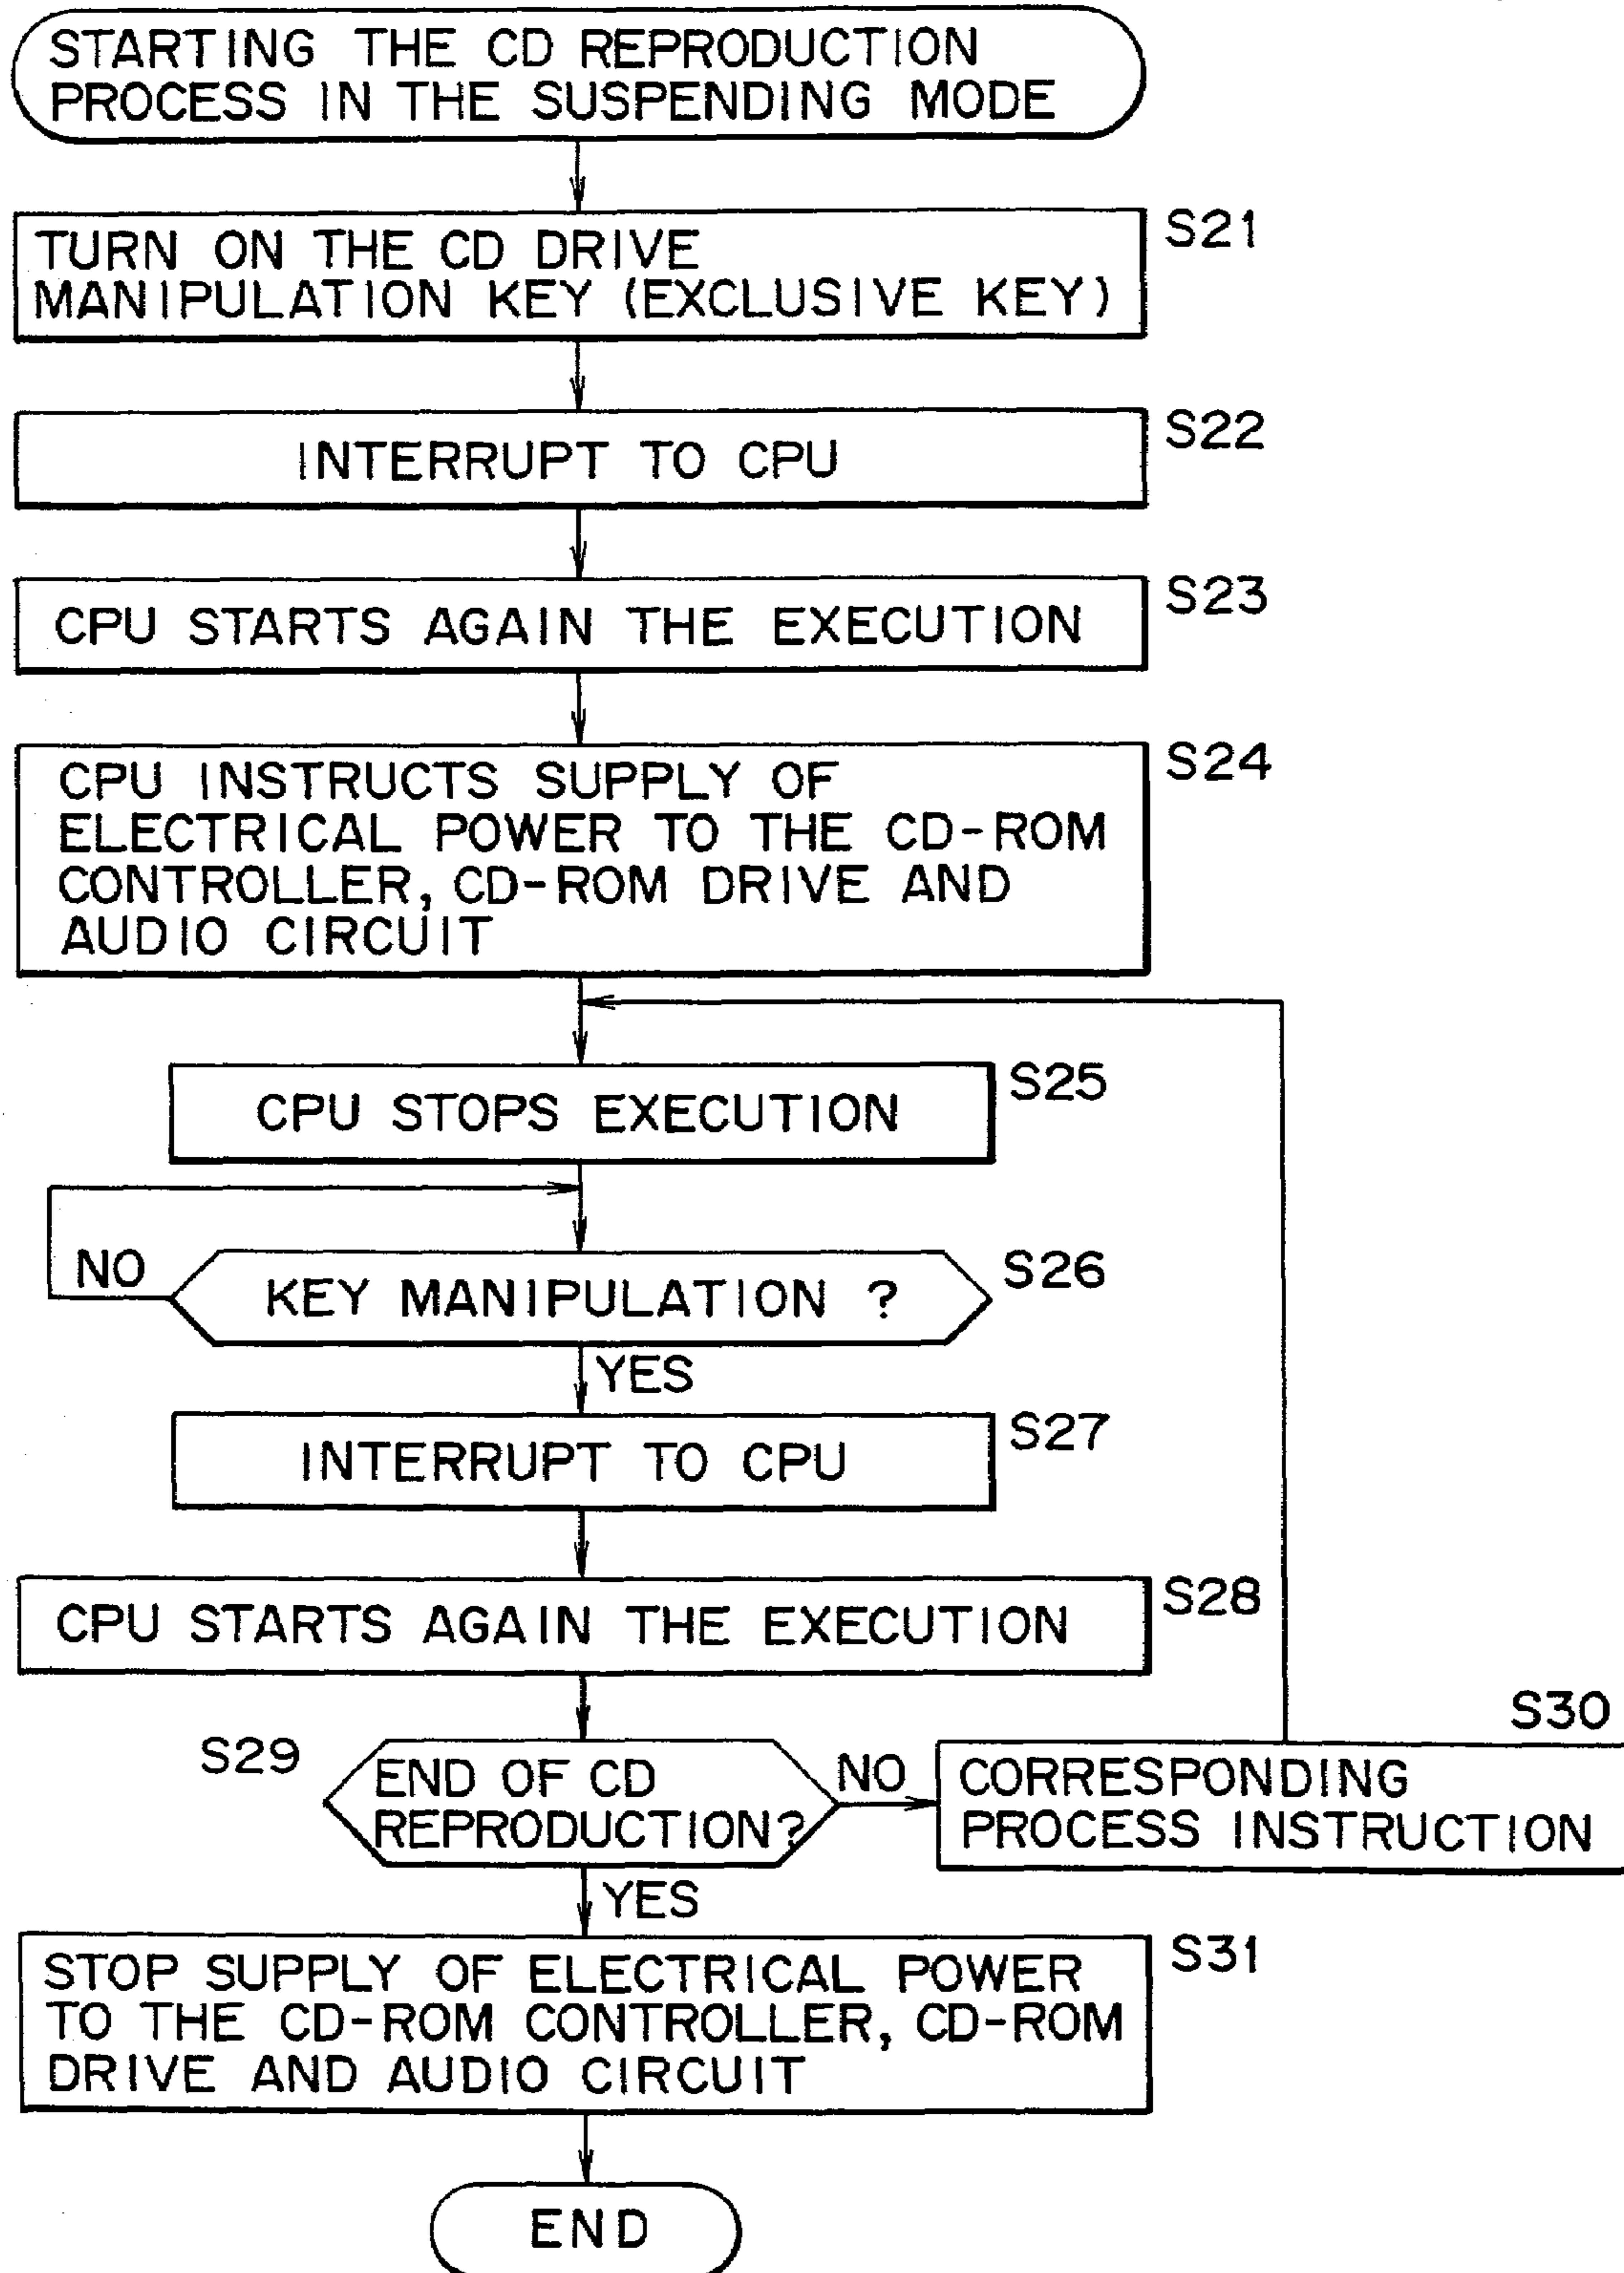 STARTING THE CD REPRODUCTION
PROCESS IN THE SUSPENDING MODE
TURN ON THE CD DRIVE
MANIPULATION KEY (EXCLUSIVE KEY)
S21
INTERRUPT TO CPU
S22
CPU STARTS AGAIN THE EXECUTION
S23
CPU INSTRUCTS SUPPLY OF
ELECTRICAL POWER TO THE CD-ROM
CONTROLLER, CD-ROM DRIVE AND
AUDIO CIRCUIT
S24
CPU STOPS EXECUTION
S25
NO
KEY MANIPULATION ?
S26
YES
INTERRUPT TO CPU
S27
CPU STARTS AGAIN THE EXECUTION
S28
S29
END OF CD
REPRODUCTION?
NO
S30
CORRESPONDING
PROCESS INSTRUCTION
YES
STOP SUPPLY OF ELECTRICAL POWER
TO THE CD-ROM CONTROLLER, CD-ROM
DRIVE AND AUDIO CIRCUIT
S31
END